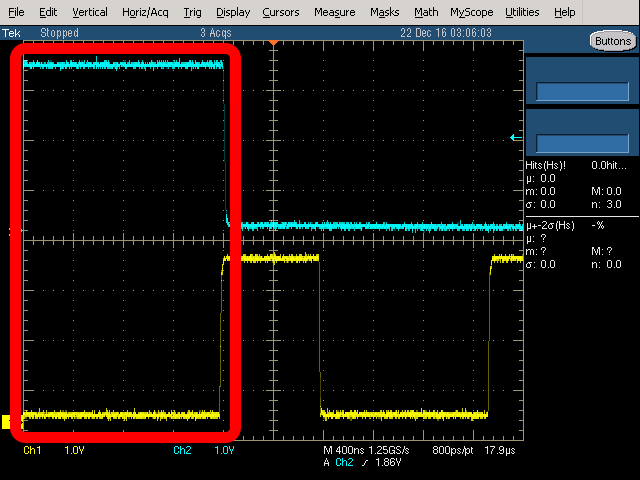 File Edit Vertical Horiz/Acq Trig Display Cursors Measure Masks Math MyScope Utilities Help
Tek Stopped 3 Acqs 22 Dec 16 03:06:03 Buttons
Hits(Hs)! 0.0hit...
µ: 0.0
m: 0.0 M: 0.0
σ: 0.0 n: 3.0
µ+-2σ(Hs) -%
µ: ?
m: ? M: ?
σ: 0.0 n: 0.0
Ch1 1.0V Ch2 1.0V M 400ns 1.25GS/s 800ps/pt 17.9µs
A Ch2 ∕ 1.86V